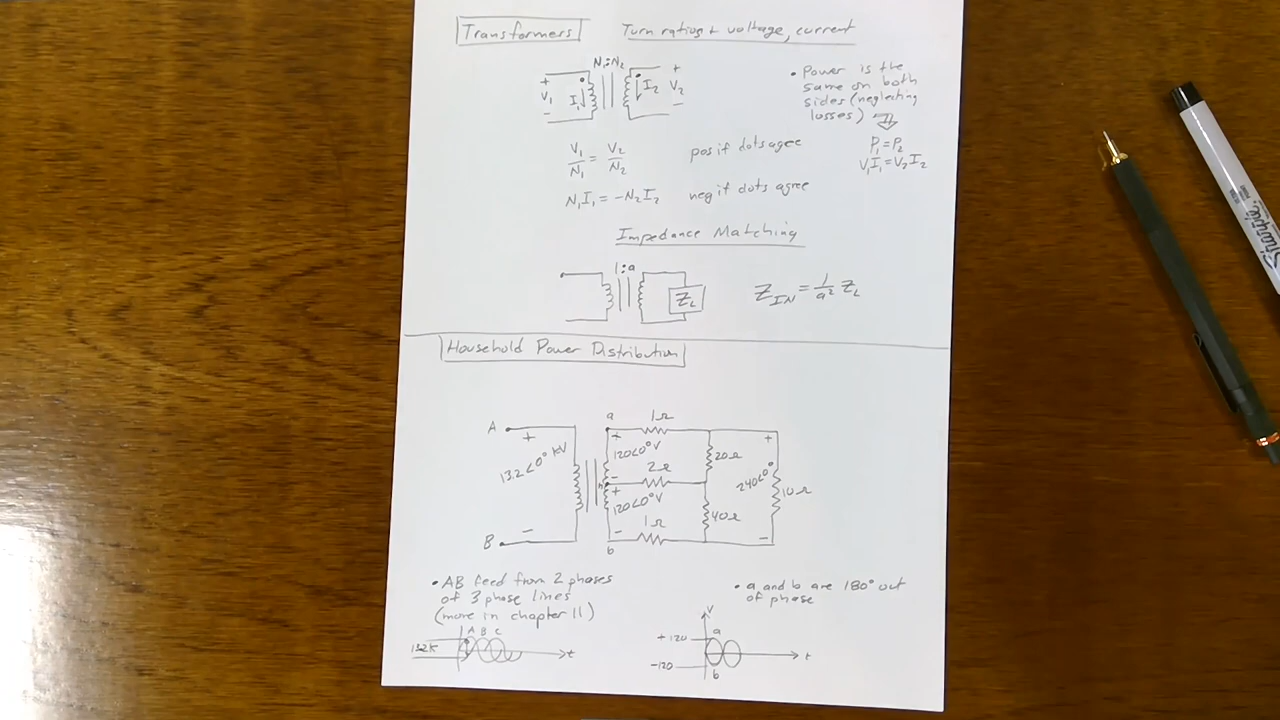 Transformers
Turn ratios + voltage, current
N₁:N₂
+
V₁
-
I₁
I₂
+
V₂
-
• Power is the
same on both
sides (neglecting
losses)
P₁=P₂
V₁I₁=V₂I₂
V₁/N₁ = V₂/N₂
pos if dots agree
N₁I₁ = -N₂I₂
neg if dots agree
Impedance Matching
1:a
Z_L
Z_IN = 1/a² Z_L
Household Power Distribution
A
+
13.2<0° kV
-
B
a
1Ω
+
120<0°V
-
2Ω
n
+
120<0°V
-
1Ω
b
20Ω
40Ω
+
240<0°
10Ω
-
• AB feed from 2 phases
of 3 phase lines
(more in chapter 11)
• a and b are 180° out
of phase
A B C
13.2K
t
V
+120
a
-120
b
t
Sharpie